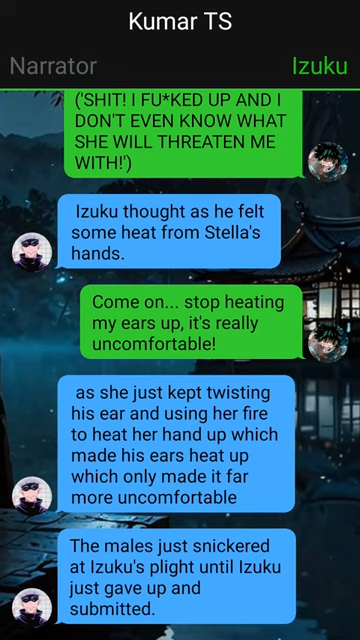 Kumar TS
Narrator
Izuku
('SHIT! I FU*KED UP AND I
DON'T EVEN KNOW WHAT
SHE WILL THREATEN ME
WITH!')
Izuku thought as he felt
some heat from Stella's
hands.
Come on... stop heating
my ears up, it's really
uncomfortable!
as she just kept twisting
his ear and using her fire
to heat her hand up which
made his ears heat up
which only made it far
more uncomfortable
The males just snickered
at Izuku's plight until Izuku
just gave up and
submitted.